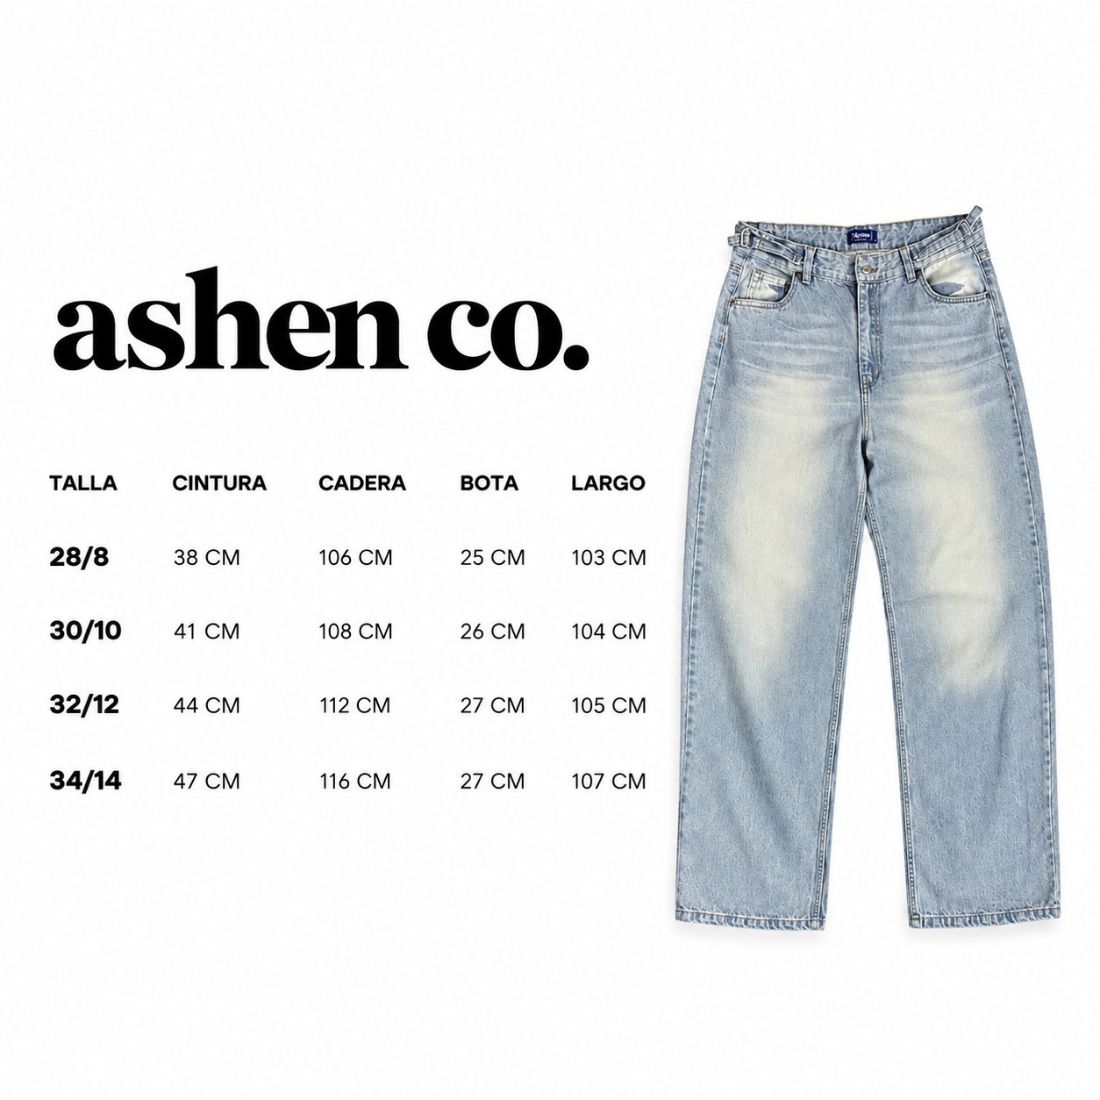 ashen co.
TALLA CINTURA CADERA BOTA LARGO
28/8 38 CM 106 CM 25 CM 103 CM
30/10 41 CM 108 CM 26 CM 104 CM
32/12 44 CM 112 CM 27 CM 105 CM
34/14 47 CM 116 CM 27 CM 107 CM